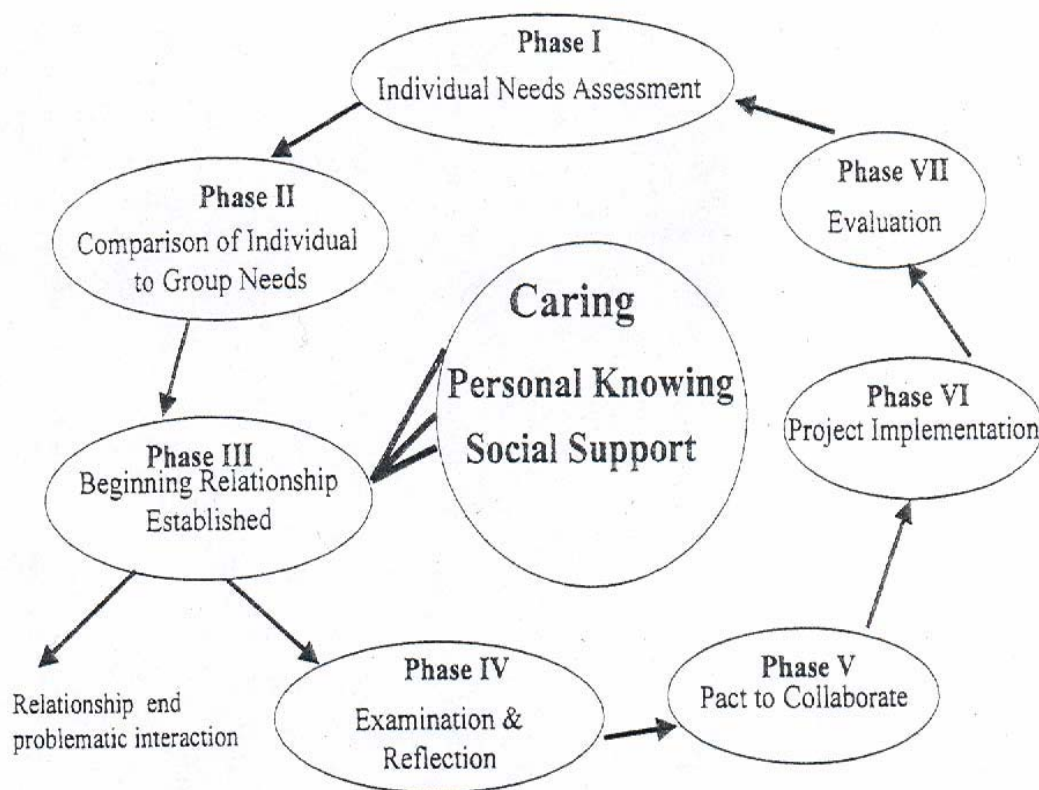 Phase I
Individual Needs Assessment
Phase II
Comparison of Individual
to Group Needs
Phase III
Beginning Relationship
Established
Relationship end
problematic interaction
Phase IV
Examination &
Reflection
Phase V
Pact to Collaborate
Phase VI
Project Implementation
Phase VII
Evaluation
Caring
Personal Knowing
Social Support